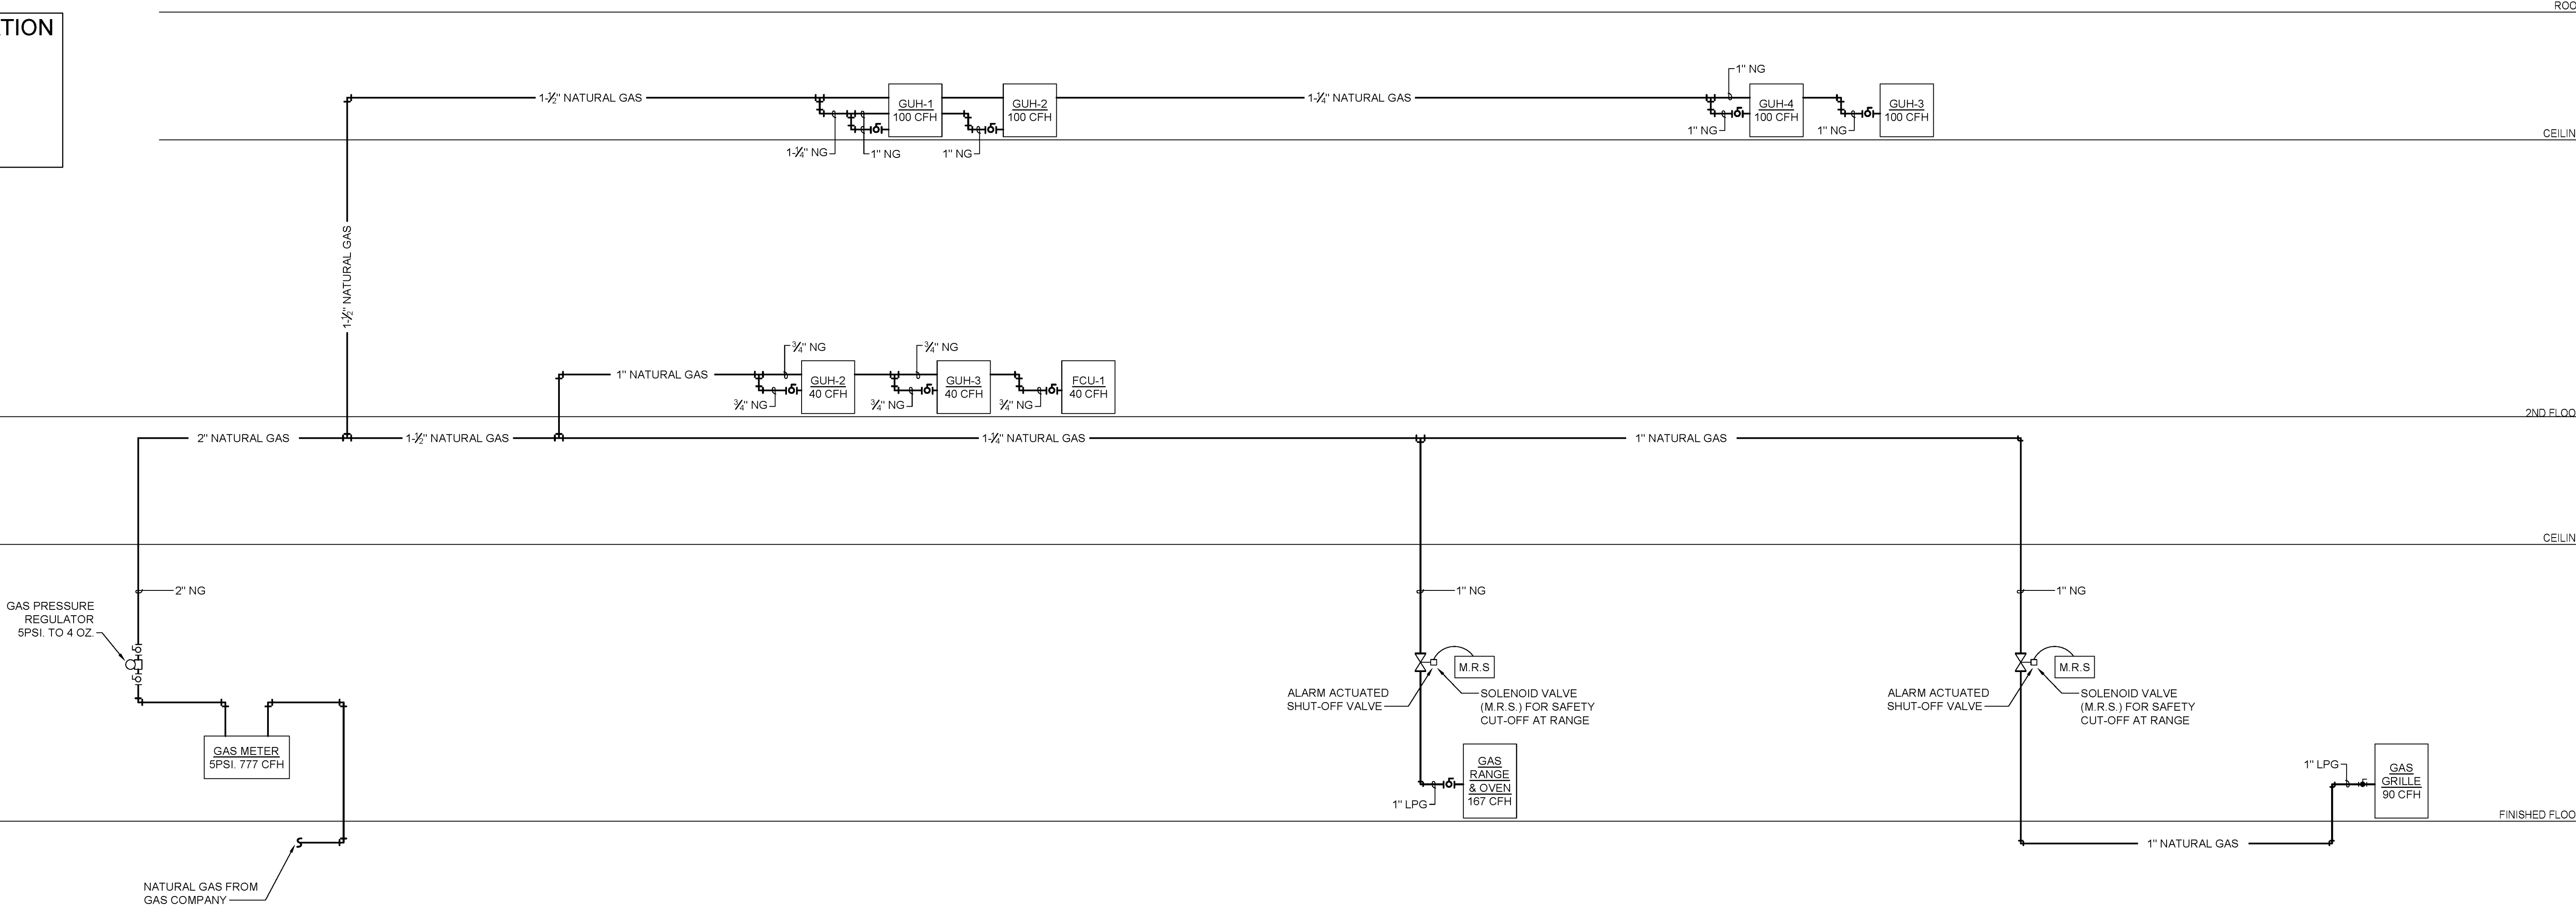 ROO
TION
1" NG
1-½" NATURAL GAS
GUH-1
100 CFH
GUH-2
100 CFH
1-¼" NATURAL GAS
GUH-4
100 CFH
GUH-3
100 CFH
1" NG
1" NG
CEILIN
1-¼" NG
1" NG
1" NG
1-½" NATURAL GAS
¾" NG
¾" NG
1" NATURAL GAS
GUH-2
40 CFH
GUH-3
40 CFH
FCU-1
40 CFH
¾" NG
¾" NG
¾" NG
2ND FLOO
2" NATURAL GAS
1-½" NATURAL GAS
1-¼" NATURAL GAS
1" NATURAL GAS
CEILIN
2" NG
1" NG
1" NG
GAS PRESSURE
REGULATOR
5PSI. TO 4 OZ.
M.R.S
M.R.S
ALARM ACTUATED
SHUT-OFF VALVE
SOLENOID VALVE
(M.R.S.) FOR SAFETY
CUT-OFF AT RANGE
ALARM ACTUATED
SHUT-OFF VALVE
SOLENOID VALVE
(M.R.S.) FOR SAFETY
CUT-OFF AT RANGE
GAS METER
5PSI. 777 CFH
GAS
RANGE
& OVEN
167 CFH
1" LPG
1" LPG
GAS
GRILLE
90 CFH
FINISHED FLOO
1" NATURAL GAS
NATURAL GAS FROM
GAS COMPANY